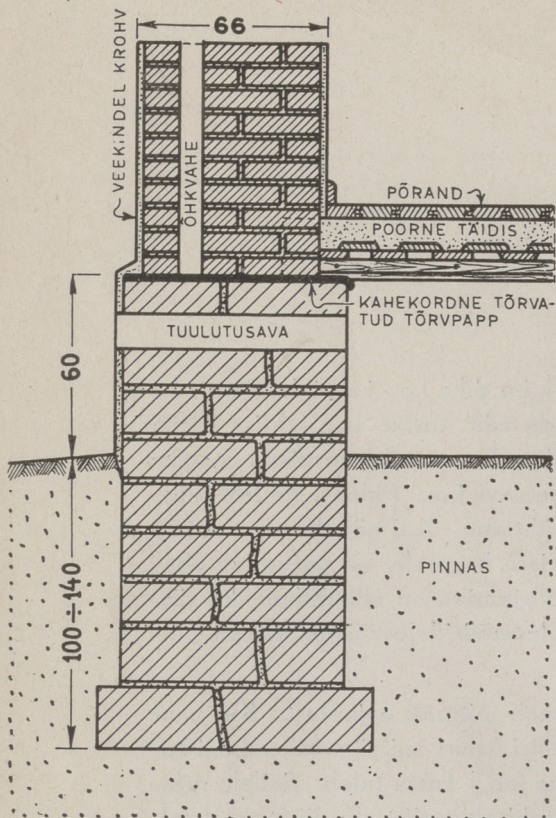 66
VEEKINDEL KROHV
ÕHKVAHE
PÕRAND
POORNE TÄIDIS
KAHEKORDNE TÕRVA-
TUD TÕRVPAPP
TUULUTUSAVA
60
PINNAS
100÷140